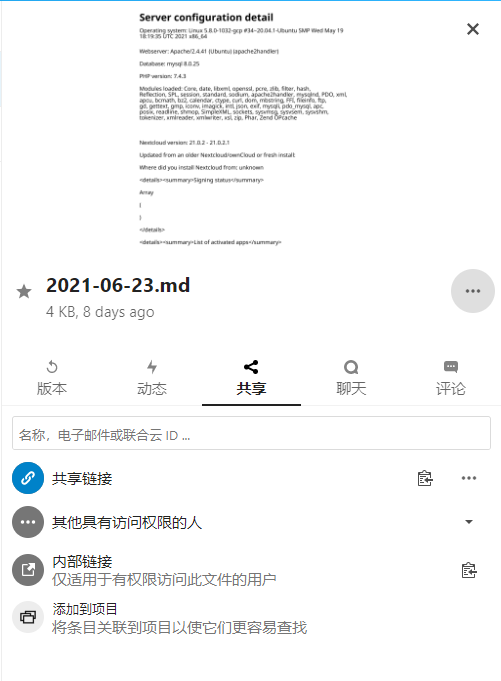 Server configuration detail
Operating system: Linux 5.8.0-1032-gcp #34~20.04.1-Ubuntu SMP Wed May 19
18:19:35 UTC 2021 x86_64
Webserver: Apache/2.4.41 (Ubuntu) (apache2handler)
Database: mysql 8.0.25
PHP version: 7.4.3
Modules loaded: Core, date, libxml, openssl, pcre, zlib, filter, hash,
Reflection, SPL, session, standard, sodium, apache2handler, mysqlnd, PDO, xml,
apcu, bcmath, bz2, calendar, ctype, curl, dom, mbstring, FFI, fileinfo, ftp,
gd, gettext, gmp, iconv, imagick, intl, json, exif, mysqli, pdo_mysql, apc,
posix, readline, shmop, SimpleXML, sockets, sysvmsg, sysvsem, sysvshm,
tokenizer, xmlreader, xmlwriter, xsl, zip, Phar, Zend OPcache
Nextcloud version: 21.0.2 - 21.0.2.1
Updated from an older Nextcloud/ownCloud or fresh install:
Where did you install Nextcloud from: unknown
<details><summary>Signing status</summary>
Array
(
)
</details>
<details><summary>List of activated apps</summary>
2021-06-23.md
4 KB, 8 days ago
版本
动态
共享
聊天
评论
名称，电子邮件或联合云 ID ...
共享链接
其他具有访问权限的人
内部链接
仅适用于有权限访问此文件的用户
添加到项目
将条目关联到项目以使它们更容易查找